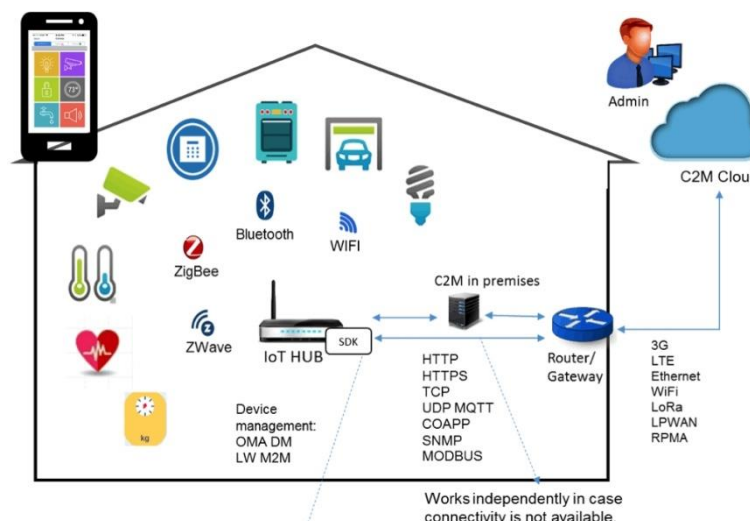 Admin
C2M Clou
Bluetooth
WIFI
ZigBee
ZWave
C2M in premises
SDK
IoT HUB
Router/
Gateway
HTTP
HTTPS
TCP
UDP MQTT
COAPP
SNMP
MODBUS
3G
LTE
Ethernet
WiFi
LoRa
LPWAN
RPMA
Device
management:
OMA DM
LW M2M
kg
Works independently in case
connectivity is not available